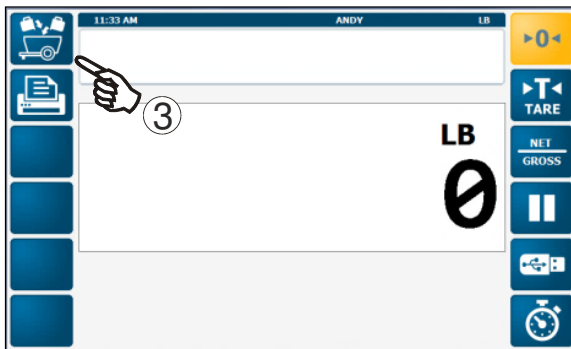 11:33 AM ANDY LB
▸0◂
▸T◂
TARE
③
LB
0
NET
GROSS